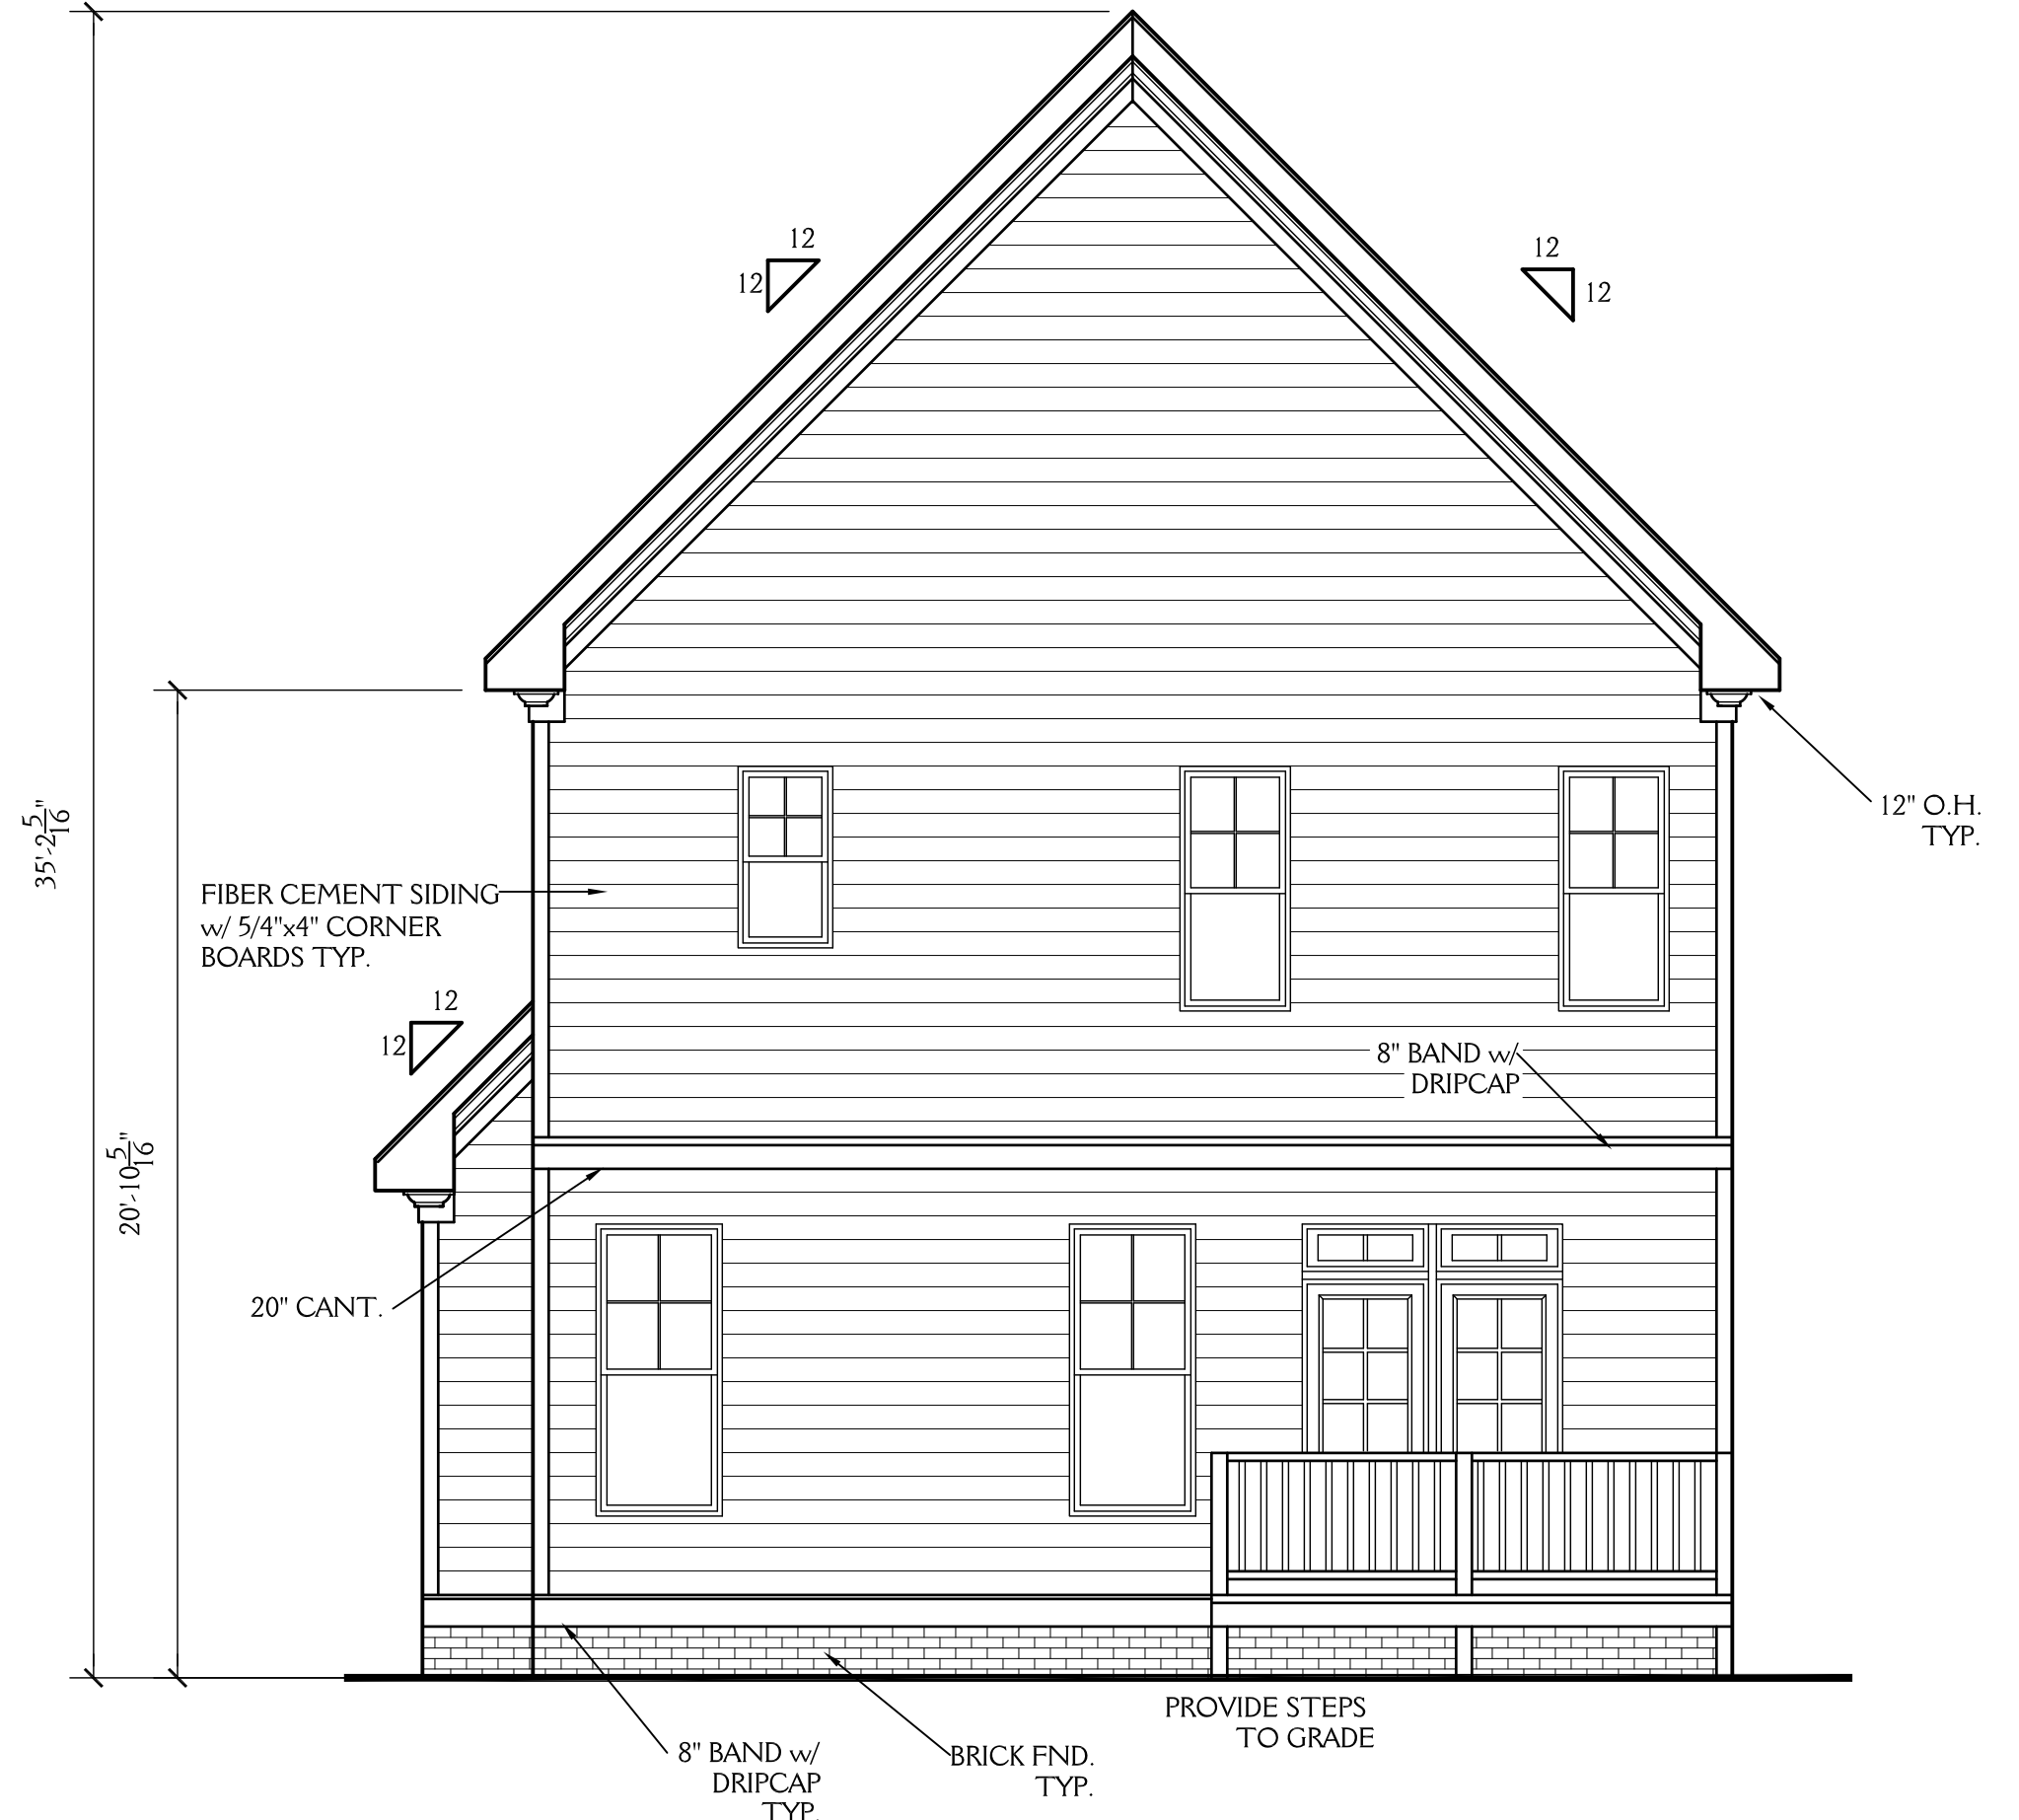 12
12
12
12
35'-2 5/16"
12" O.H.
TYP.
FIBER CEMENT SIDING
w/ 5/4"x4" CORNER
BOARDS TYP.
12
12
8" BAND w/
DRIPCAP
20'-10 5/16"
20" CANT.
PROVIDE STEPS
TO GRADE
8" BAND w/
DRIPCAP
TYP.
BRICK FND.
TYP.